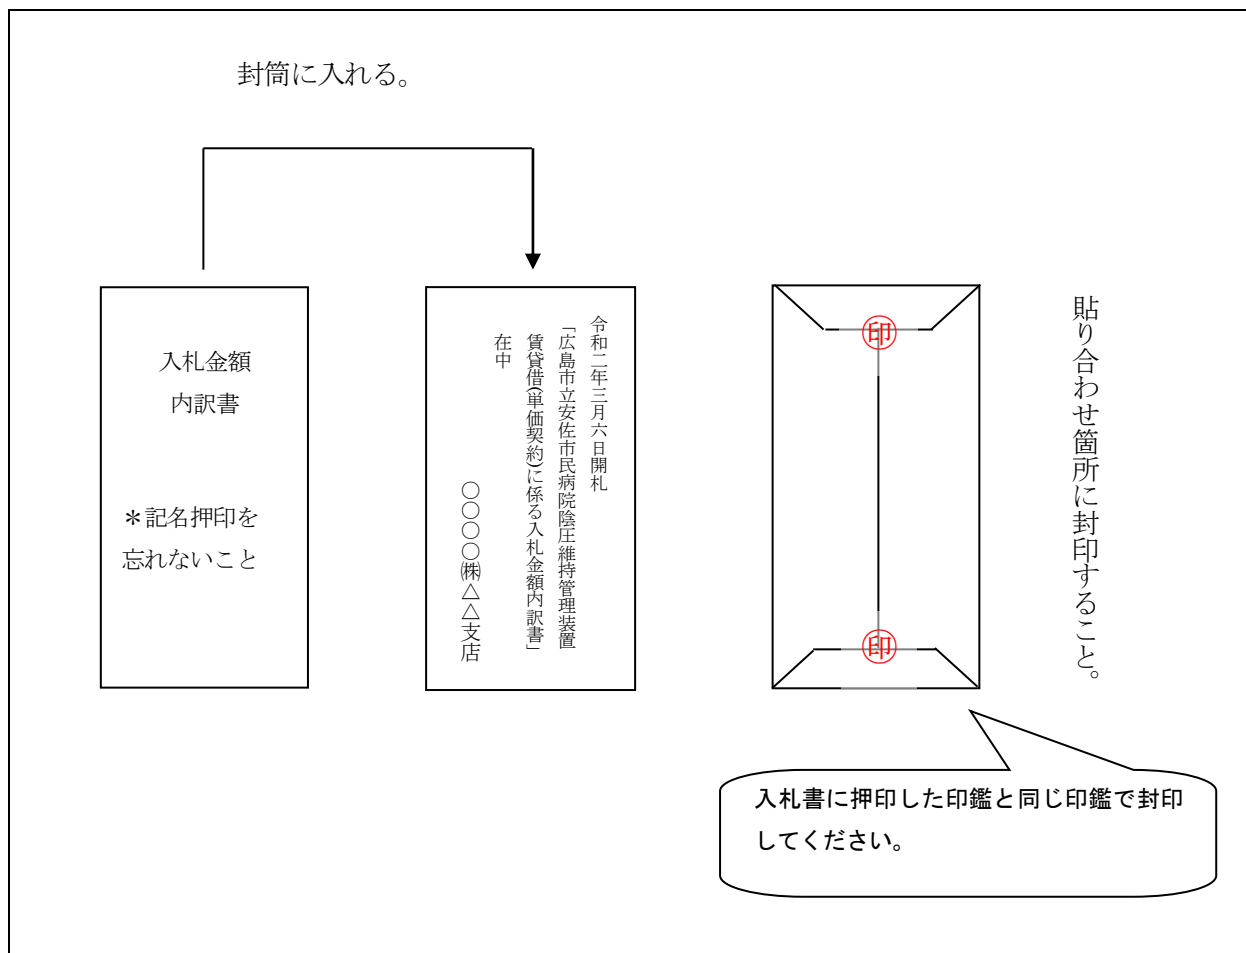 封筒に入れる。
入札金額
内訳書
＊記名押印を
忘れないこと
令和二年三月六日開札
「広島市立安佐市民病院陰圧維持管理装置
賃貸借(単価契約)に係る入札金額内訳書」
在中
〇〇〇〇㈱△△支店
印
印
貼り合わせ箇所に封印すること。
入札書に押印した印鑑と同じ印鑑で封印
してください。